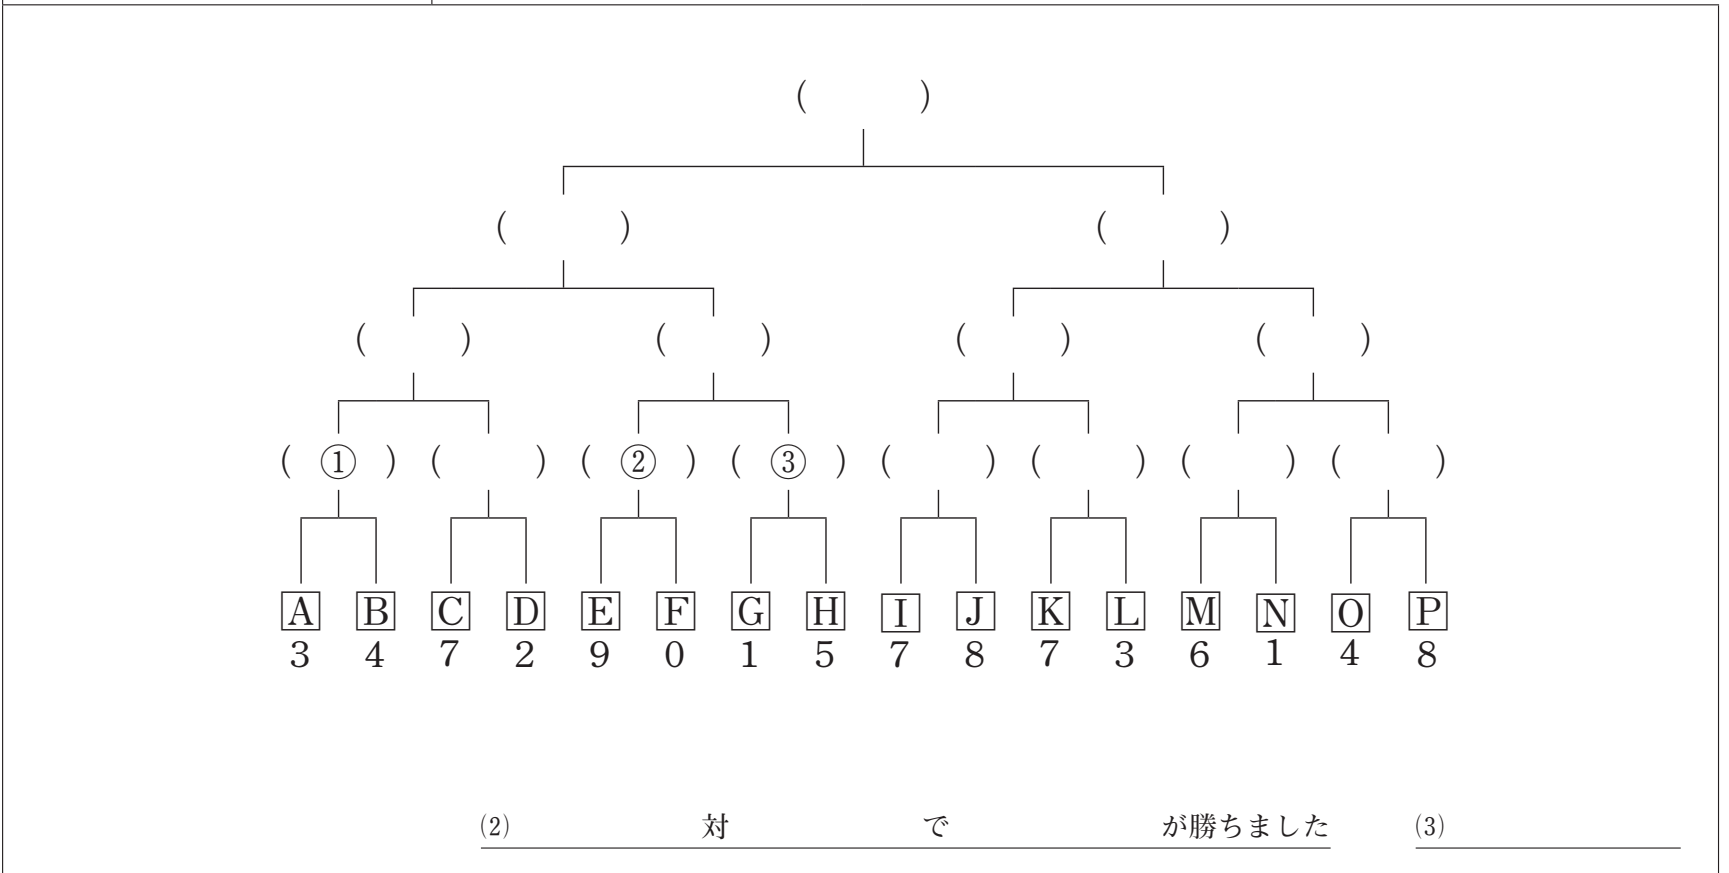 (　　)
(　　) (　　)
(　　) (　　) (　　) (　　)
( ① ) (　　) ( ② ) ( ③ ) (　　) (　　) (　　) (　　)
A B C D E F G H I J K L M N O P
3 4 7 2 9 0 1 5 7 8 7 3 6 1 4 8
(2)　　対　　で　　が勝ちました　(3)